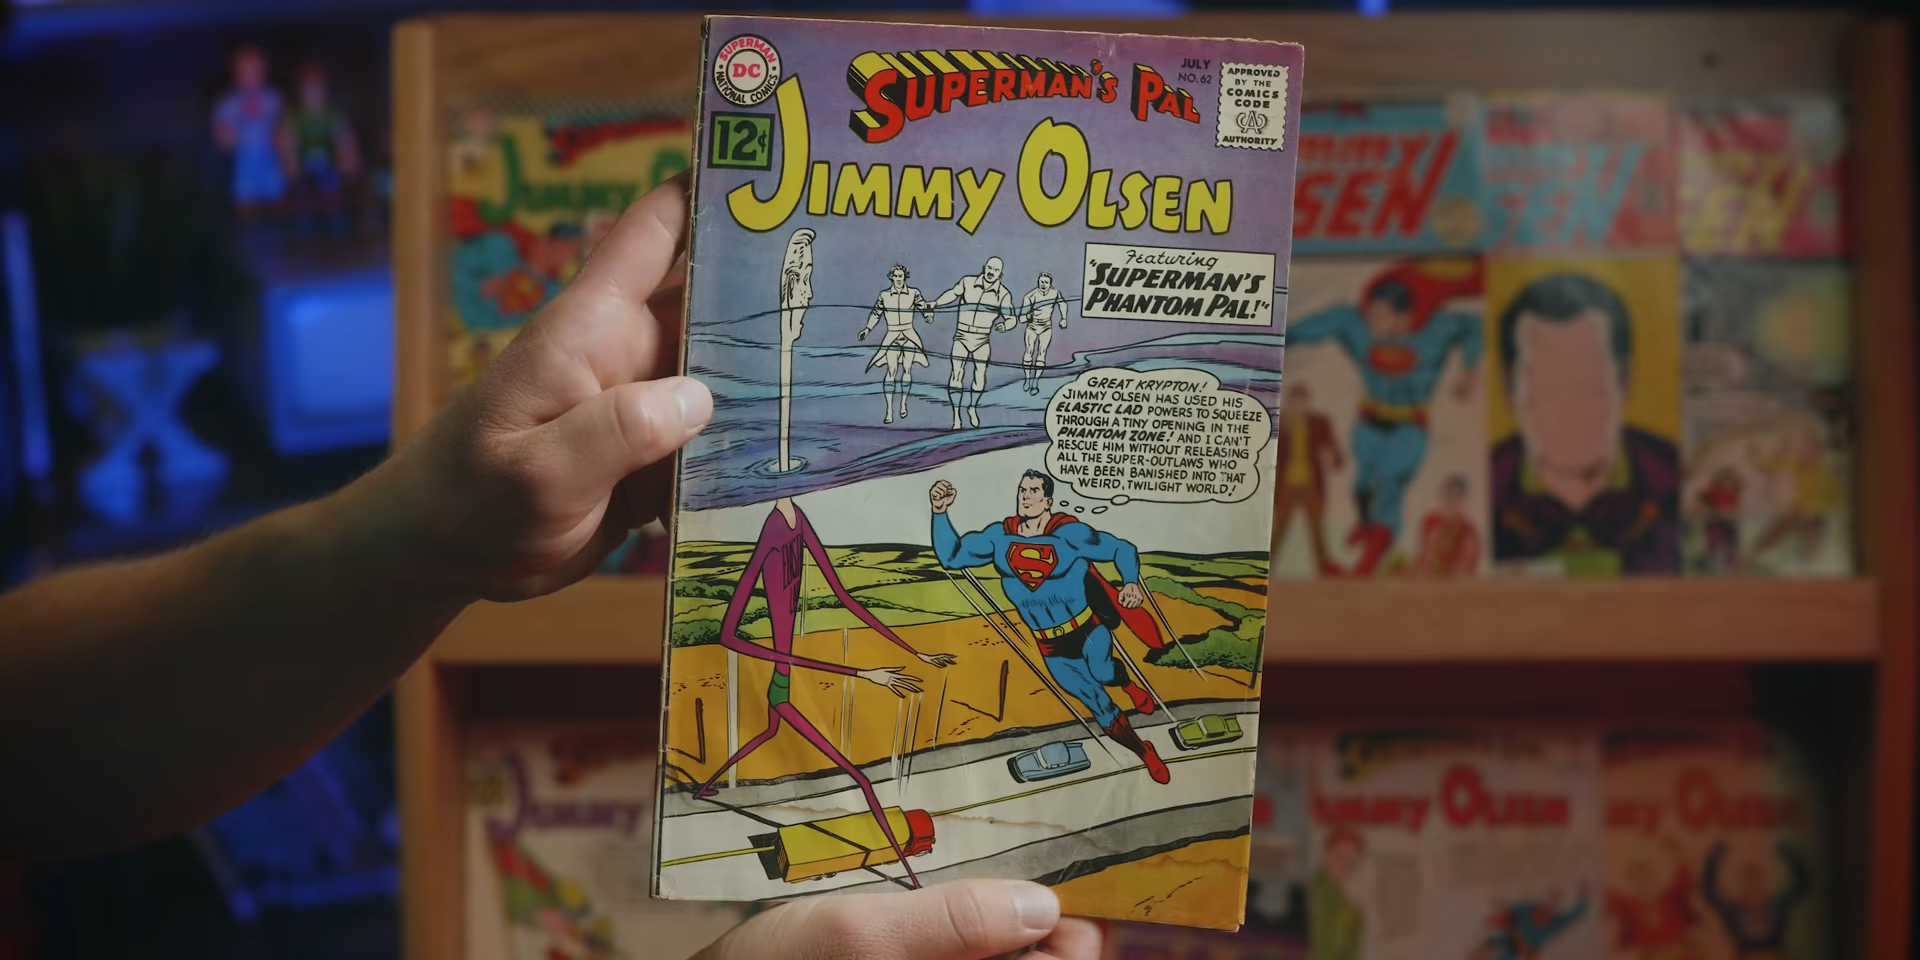 SUPERMAN
DC
NATIONAL COMICS
SUPERMAN'S PAL
JULY
NO. 62
APPROVED
BY THE
COMICS
CODE
CA
AUTHORITY
12¢
JIMMY OLSEN
Featuring
"SUPERMAN'S
PHANTOM PAL!"
GREAT KRYPTON!
JIMMY OLSEN HAS USED HIS
ELASTIC LAD POWERS TO SQUEEZE
THROUGH A TINY OPENING IN THE
PHANTOM ZONE! AND I CAN'T
RESCUE HIM WITHOUT RELEASING
ALL THE SUPER-OUTLAWS WHO
HAVE BEEN BANISHED INTO THAT
WEIRD, TWILIGHT WORLD!
S
X
JIMMY
OLSEN